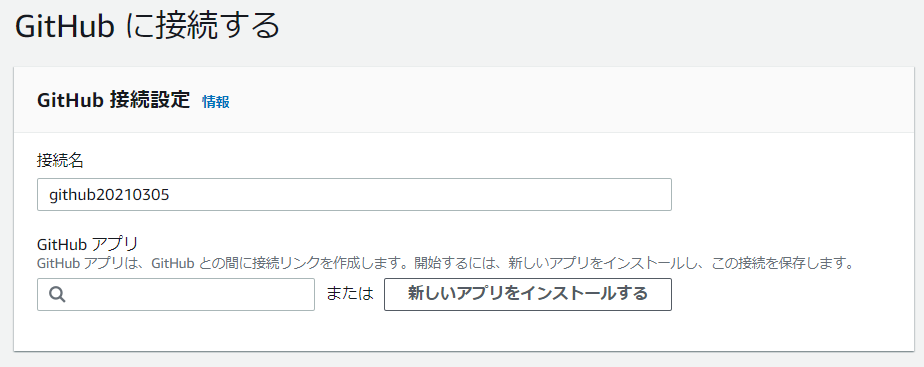 GitHub に接続する
GitHub 接続設定 情報
接続名
github20210305
GitHub アプリ
GitHub アプリは、GitHub との間に接続リンクを作成します。開始するには、新しいアプリをインストールし、この接続を保存します。
または 新しいアプリをインストールする